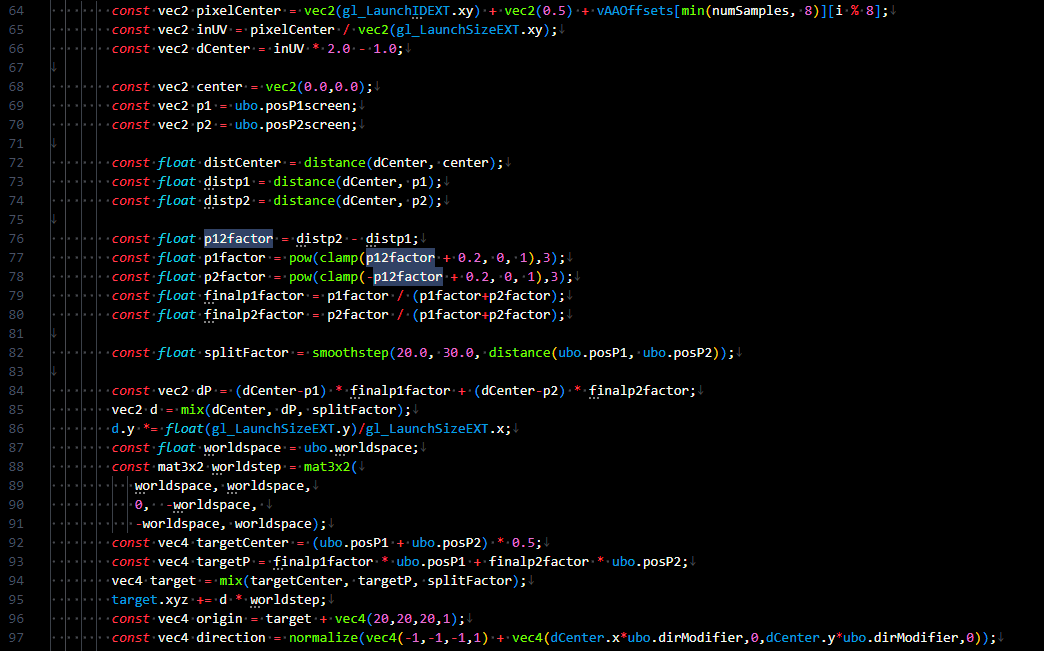 64 const vec2 pixelCenter = vec2(gl_LaunchIDEXT.xy) + vec2(0.5) + vAAOffsets[min(numSamples, 8)][i % 8];
65 const vec2 inUV = pixelCenter / vec2(gl_LaunchSizeEXT.xy);
66 const vec2 dCenter = inUV * 2.0 - 1.0;
67
68 const vec2 center = vec2(0.0,0.0);
69 const vec2 p1 = ubo.posP1screen;
70 const vec2 p2 = ubo.posP2screen;
71
72 const float distCenter = distance(dCenter, center);
73 const float distp1 = distance(dCenter, p1);
74 const float distp2 = distance(dCenter, p2);
75
76 const float p12factor = distp2 - distp1;
77 const float p1factor = pow(clamp(p12factor + 0.2, 0, 1),3);
78 const float p2factor = pow(clamp(-p12factor + 0.2, 0, 1),3);
79 const float finalp1factor = p1factor / (p1factor+p2factor);
80 const float finalp2factor = p2factor / (p1factor+p2factor);
81
82 const float splitFactor = smoothstep(20.0, 30.0, distance(ubo.posP1, ubo.posP2));
83
84 const vec2 dP = (dCenter-p1) * finalp1factor + (dCenter-p2) * finalp2factor;
85 vec2 d = mix(dCenter, dP, splitFactor);
86 d.y *= float(gl_LaunchSizeEXT.y)/gl_LaunchSizeEXT.x;
87 const float worldspace = ubo.worldspace;
88 const mat3x2 worldstep = mat3x2(
89 worldspace, worldspace,
90 0, -worldspace,
91 -worldspace, worldspace);
92 const vec4 targetCenter = (ubo.posP1 + ubo.posP2) * 0.5;
93 const vec4 targetP = finalp1factor * ubo.posP1 + finalp2factor * ubo.posP2;
94 vec4 target = mix(targetCenter, targetP, splitFactor);
95 target.xyz += d * worldstep;
96 const vec4 origin = target + vec4(20,20,20,1);
97 const vec4 direction = normalize(vec4(-1,-1,-1,1) + vec4(dCenter.x*ubo.dirModifier,0,dCenter.y*ubo.dirModifier,0));